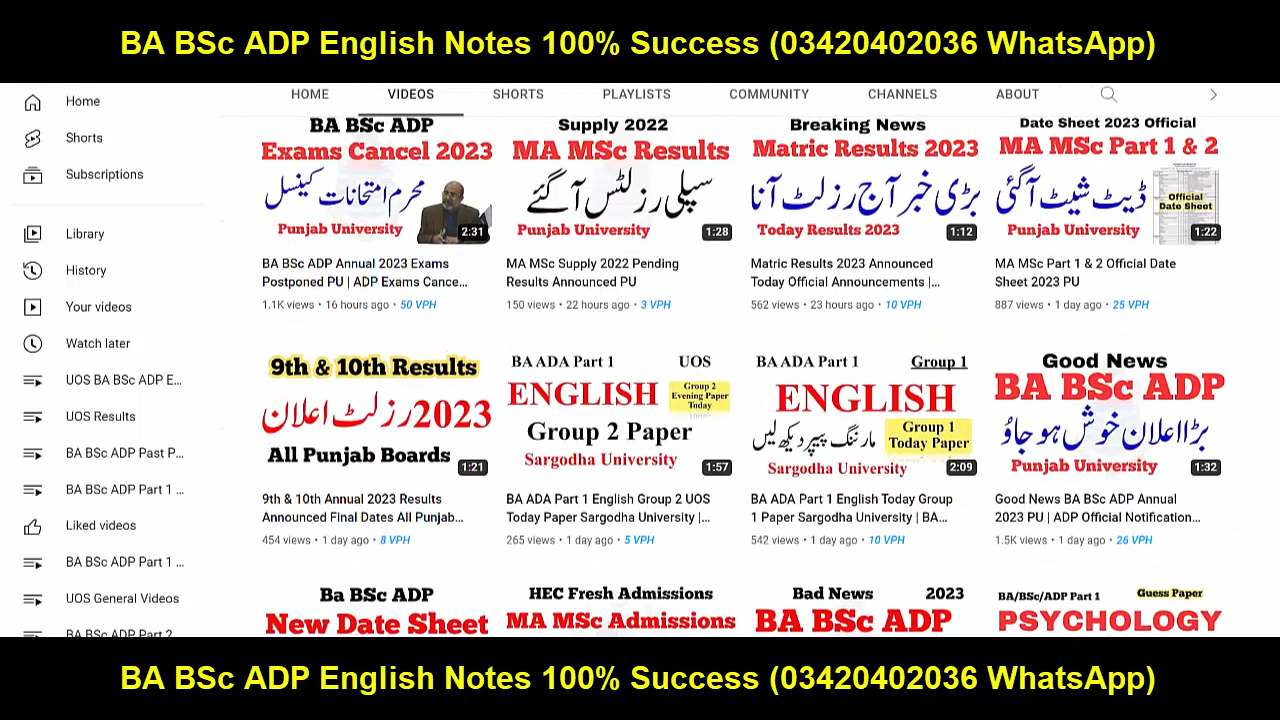 BA BSc ADP English Notes 100% Success (03420402036 WhatsApp)
HOME VIDEOS SHORTS PLAYLISTS COMMUNITY CHANNELS ABOUT
Home
Shorts
Subscriptions
Library
History
Your videos
Watch later
UOS BA BSc ADP E...
UOS Results
BA BSc ADP Past P...
BA BSc ADP Part 1 ...
Liked videos
BA BSc ADP Part 1 ...
UOS General Videos
BA BSc ADP Part 2
BA BSc ADP
Exams Cancel 2023
محرم امتحانات کینسل
Punjab University
2:31
BA BSc ADP Annual 2023 Exams
Postponed PU | ADP Exams Cance...
1.1K views • 16 hours ago • 50 VPH
Supply 2022
MA MSc Results
سپلی رزلٹس آگئے
Punjab University
1:28
MA MSc Supply 2022 Pending
Results Announced PU
150 views • 22 hours ago • 3 VPH
Breaking News
Matric Results 2023
بڑی خبر آج رزلٹ آنا
Today Results 2023
1:12
Matric Results 2023 Announced
Today Official Announcements |...
562 views • 23 hours ago • 10 VPH
Date Sheet 2023 Official
MA MSc Part 1 & 2
ڈیٹ شیٹ آگئی
Official
Date Sheet
Punjab University
1:22
MA MSc Part 1 & 2 Official Date
Sheet 2023 PU
887 views • 1 day ago • 25 VPH
9th & 10th Results
2023 رزلٹ اعلان
All Punjab Boards
1:21
9th & 10th Annual 2023 Results
Announced Final Dates All Punjab...
454 views • 1 day ago • 8 VPH
BA ADA Part 1 UOS
ENGLISH
Group 2
Evening Paper
Today
Group 2 Paper
Sargodha University
1:57
BA ADA Part 1 English Group 2 UOS
Today Paper Sargodha University |...
265 views • 1 day ago • 5 VPH
BA ADA Part 1 Group 1
ENGLISH
مارننگ پیپر دیکھ لیں
Group 1
Today Paper
Sargodha University
2:09
BA ADA Part 1 English Today Group
1 Paper Sargodha University | BA...
542 views • 1 day ago • 10 VPH
Good News
BA BSc ADP
بڑا اعلان خوش ہو جاؤ
Punjab University
1:32
Good News BA BSc ADP Annual
2023 PU | ADP Official Notification...
1.5K views • 1 day ago • 26 VPH
Ba BSc ADP
New Date Sheet
HEC Fresh Admissions
MA MSc Admissions
Bad News 2023
BA BSc ADP
BA/BSc/ADP Part 1 Guess Paper
PSYCHOLOGY
BA BSc ADP English Notes 100% Success (03420402036 WhatsApp)